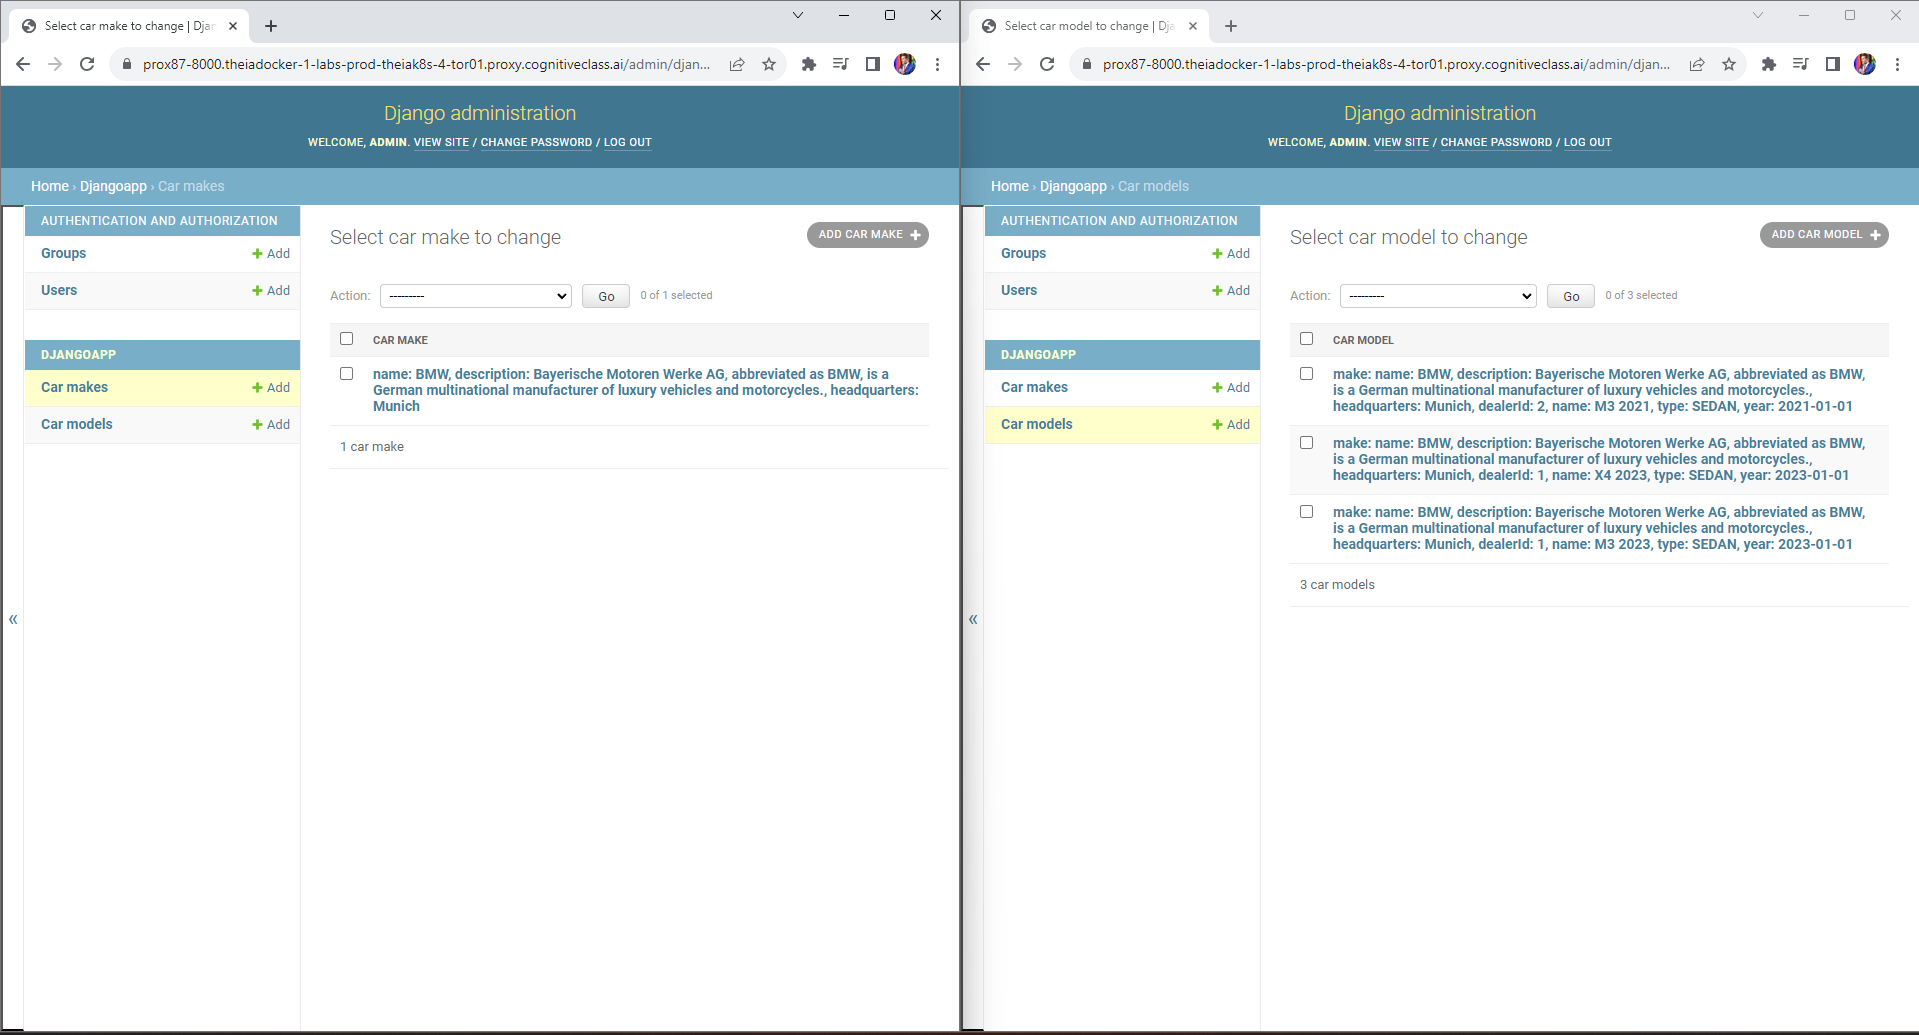 Select car make to change | Djan
prox87-8000.theiadocker-1-labs-prod-theiak8s-4-tor01.proxy.cognitiveclass.ai/admin/djan...
Django administration
WELCOME, ADMIN. VIEW SITE / CHANGE PASSWORD / LOG OUT
Home › Djangoapp › Car makes
«
AUTHENTICATION AND AUTHORIZATION
Groups
Add
Users
Add
DJANGOAPP
Car makes
Add
Car models
Add
Select car make to change
ADD CAR MAKE
Action:
---------
Go
0 of 1 selected
CAR MAKE
name: BMW, description: Bayerische Motoren Werke AG, abbreviated as BMW, is a
German multinational manufacturer of luxury vehicles and motorcycles., headquarters:
Munich
1 car make
Select car model to change | Dja
prox87-8000.theiadocker-1-labs-prod-theiak8s-4-tor01.proxy.cognitiveclass.ai/admin/djan...
Django administration
WELCOME, ADMIN. VIEW SITE / CHANGE PASSWORD / LOG OUT
Home › Djangoapp › Car models
«
AUTHENTICATION AND AUTHORIZATION
Groups
Add
Users
Add
DJANGOAPP
Car makes
Add
Car models
Add
Select car model to change
ADD CAR MODEL
Action:
---------
Go
0 of 3 selected
CAR MODEL
make: name: BMW, description: Bayerische Motoren Werke AG, abbreviated as BMW,
is a German multinational manufacturer of luxury vehicles and motorcycles.,
headquarters: Munich, dealerId: 2, name: M3 2021, type: SEDAN, year: 2021-01-01
make: name: BMW, description: Bayerische Motoren Werke AG, abbreviated as BMW,
is a German multinational manufacturer of luxury vehicles and motorcycles.,
headquarters: Munich, dealerId: 1, name: X4 2023, type: SEDAN, year: 2023-01-01
make: name: BMW, description: Bayerische Motoren Werke AG, abbreviated as BMW,
is a German multinational manufacturer of luxury vehicles and motorcycles.,
headquarters: Munich, dealerId: 1, name: M3 2023, type: SEDAN, year: 2023-01-01
3 car models